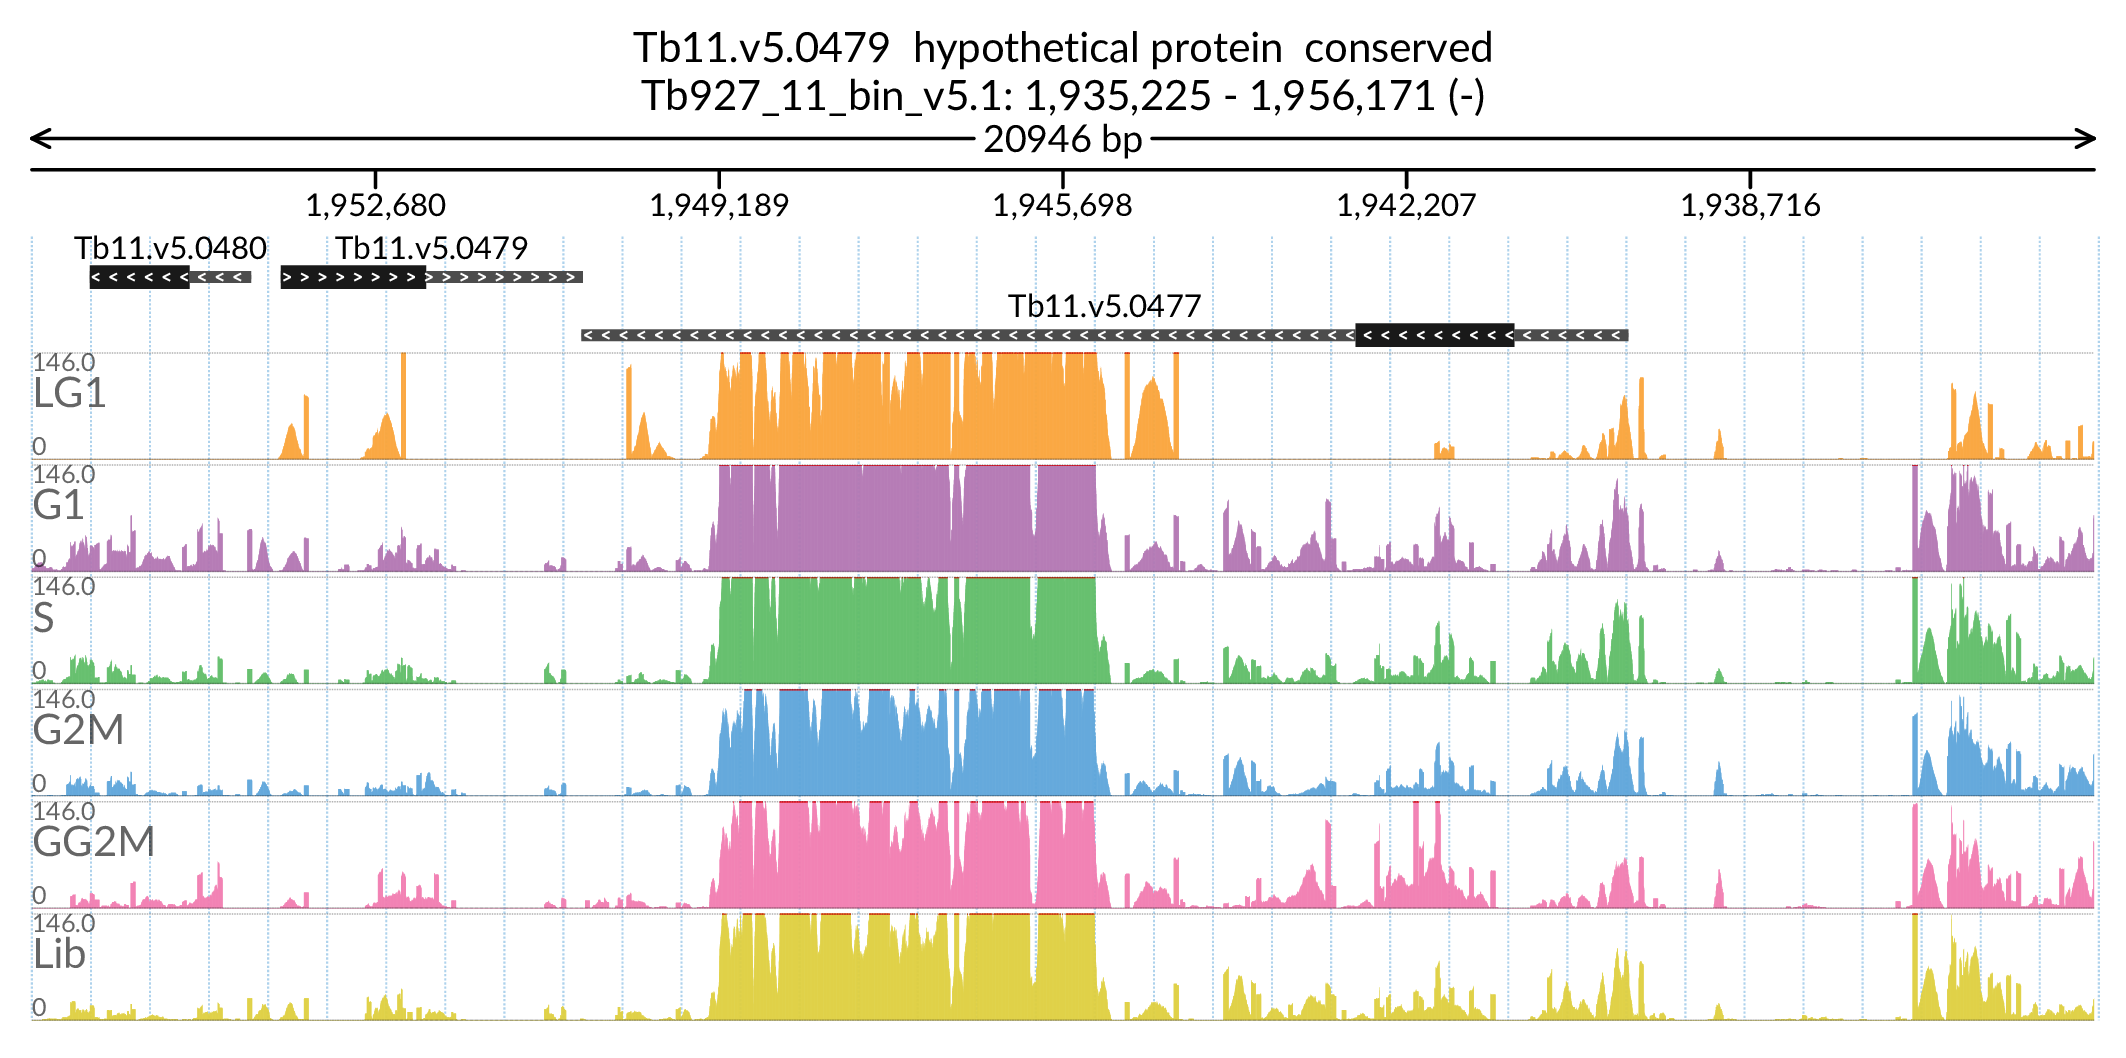 Tb11.v5.0479 hypothetical protein conserved
Tb927_11_bin_v5.1: 1,935,225 - 1,956,171 (-)
20946 bp
1,952,680 1,949,189 1,945,698 1,942,207 1,938,716
Tb11.v5.0480 Tb11.v5.0479
Tb11.v5.0477
146.0
LG1
0
146.0
G1
0
146.0
S
0
146.0
G2M
0
146.0
GG2M
0
146.0
Lib
0